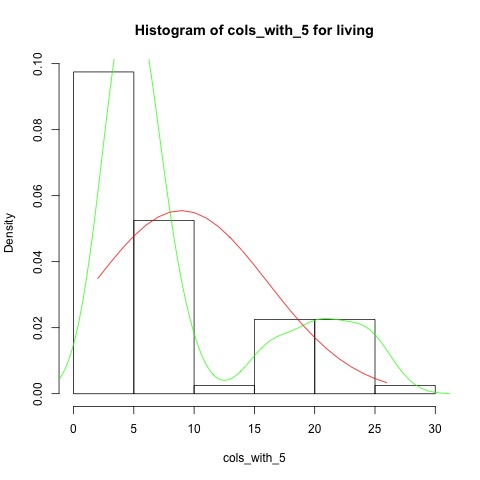 Histogram of cols_with_5 for living
Density
0.00 0.02 0.04 0.06 0.08 0.10
0 5 10 15 20 25 30
cols_with_5